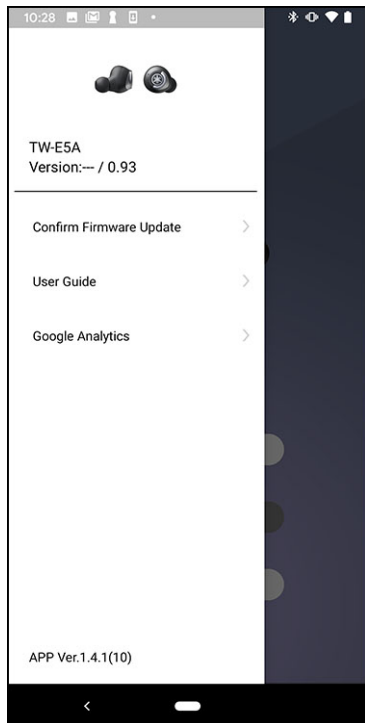 10:28
TW-E5A
Version:--- / 0.93
Confirm Firmware Update
User Guide
Google Analytics
APP Ver.1.4.1(10)